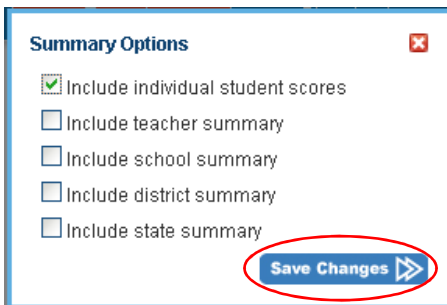 Summary Options
Include individual student scores
Include teacher summary
Include school summary
Include district summary
Include state summary
Save Changes